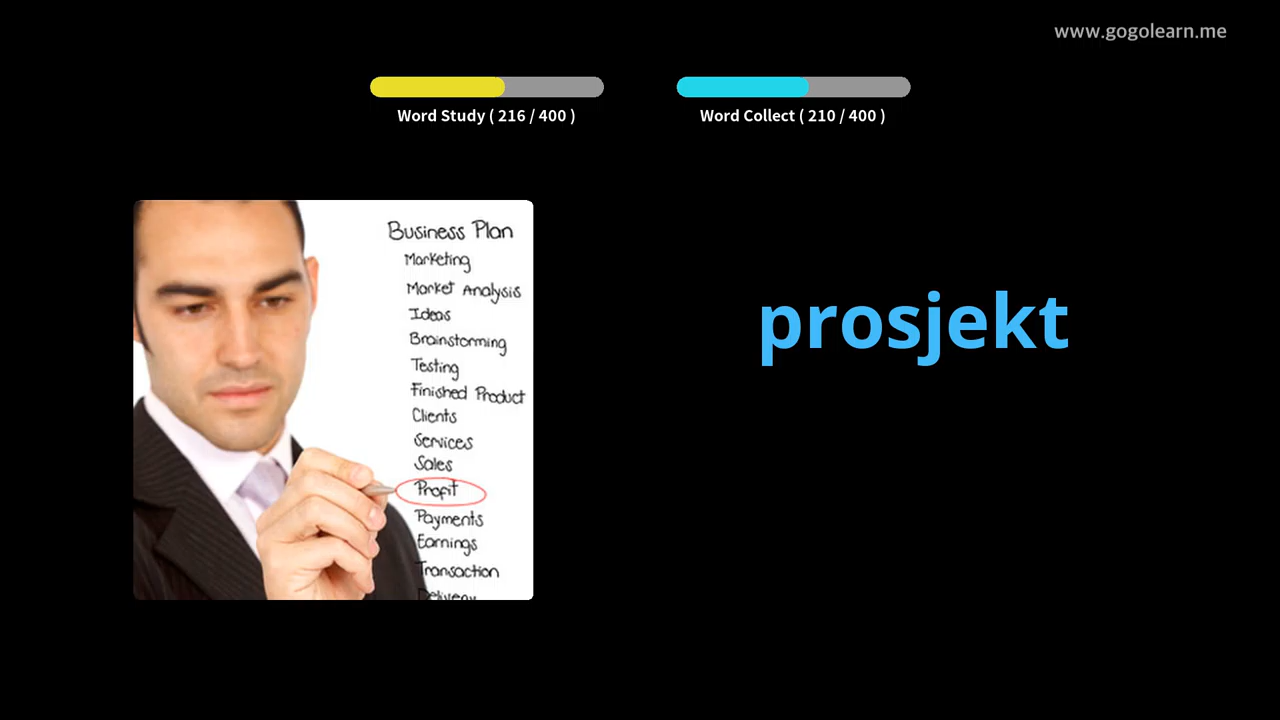 www.gogolearn.me
Word Study ( 216 / 400 )
Word Collect ( 210 / 400 )
Business Plan
Marketing
Market Analysis
Ideas
Brainstorming
Testing
Finished Product
Clients
Services
Sales
Profit
Payments
Earnings
Transaction
Delivery
prosjekt